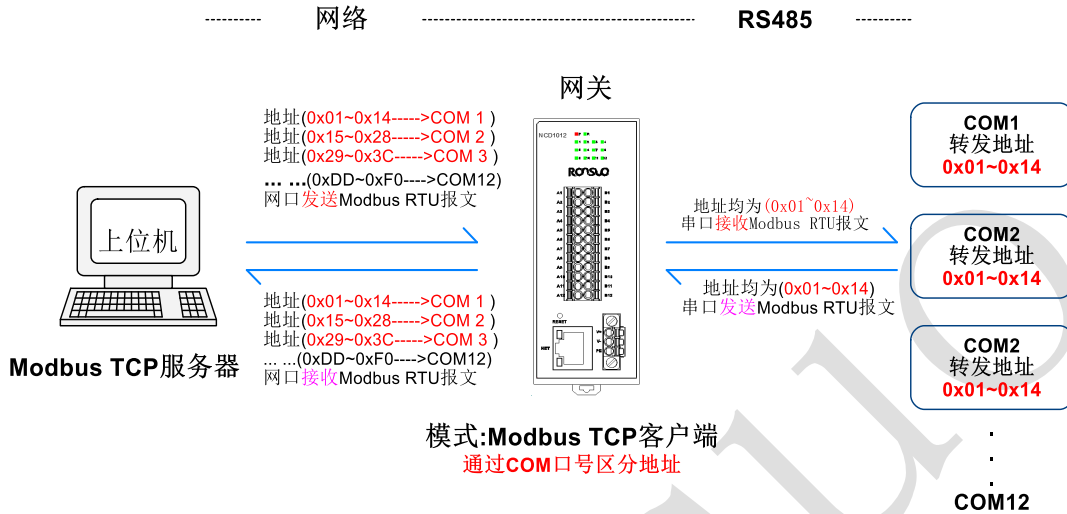 网络
RS485
网关
地址(0x01~0x14----->COM 1 )
地址(0x15~0x28----->COM 2 )
地址(0x29~0x3C----->COM 3 )
... ...(0xDD~0xF0---->COM12)
网口发送Modbus RTU报文
上位机
地址(0x01~0x14----->COM 1 )
地址(0x15~0x28----->COM 2 )
地址(0x29~0x3C----->COM 3 )
... ...(0xDD~0xF0---->COM12)
网口接收Modbus RTU报文
Modbus TCP服务器
NCD1012
RONSUO
RESET
NET
V+
V-
PE
模式:Modbus TCP客户端
通过COM口号区分地址
地址均为(0x01~0x14)
串口接收Modbus RTU报文
地址均为(0x01~0x14)
串口发送Modbus RTU报文
COM1
转发地址
0x01~0x14
COM2
转发地址
0x01~0x14
COM2
转发地址
0x01~0x14
.
.
.
COM12